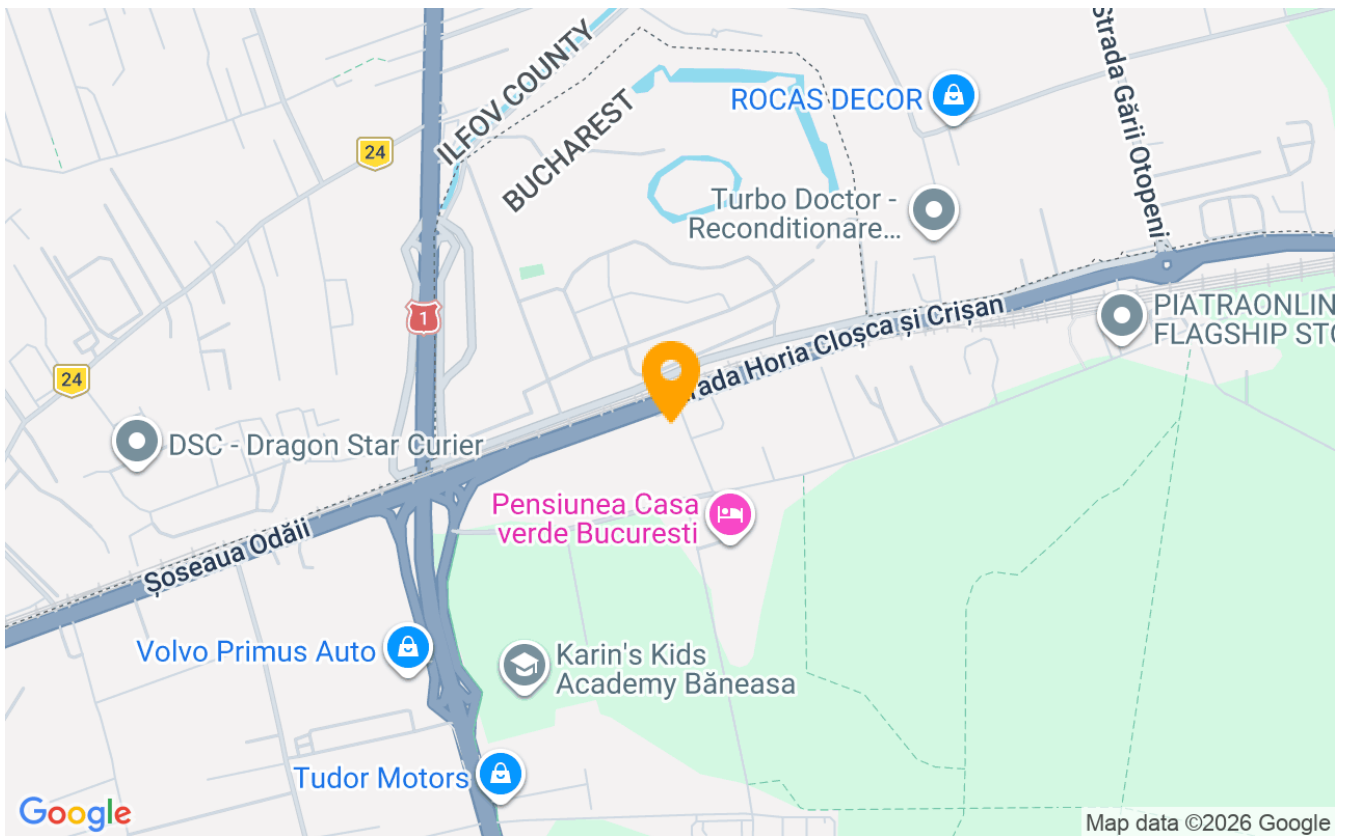 ILFOV COUNTY
BUCHAREST
ROCAS DECOR
Strada Gării Otopeni
24
Turbo Doctor -
Reconditionare...
1
PIATRAONLIN
FLAGSHIP STO
rada Horia Cloșca și Crișan
24
DSC - Dragon Star Curier
Pensiunea Casa
verde Bucuresti
Șoseaua Odăii
Volvo Primus Auto
Karin's Kids
Academy Băneasa
Tudor Motors
Google
Map data ©2026 Google